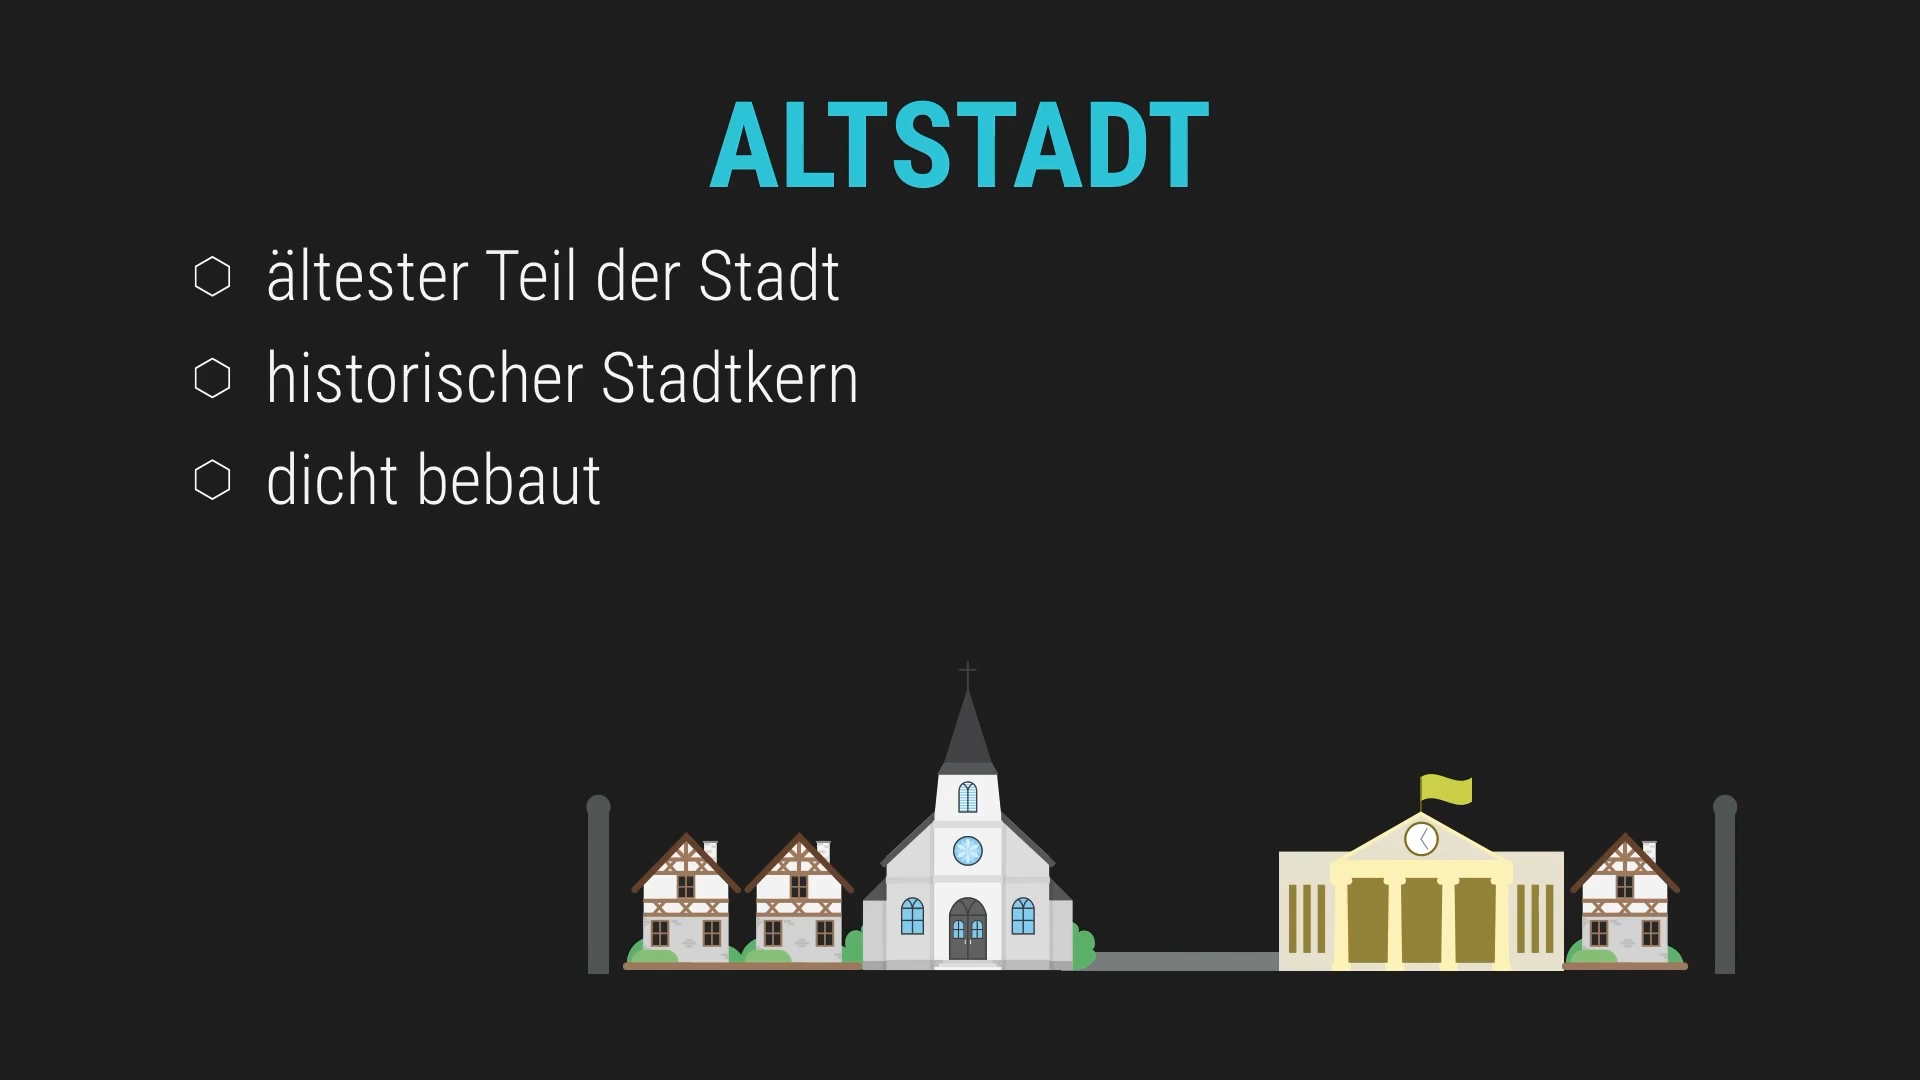 ALTSTADT
ältester Teil der Stadt
historischer Stadtkern
dicht bebaut